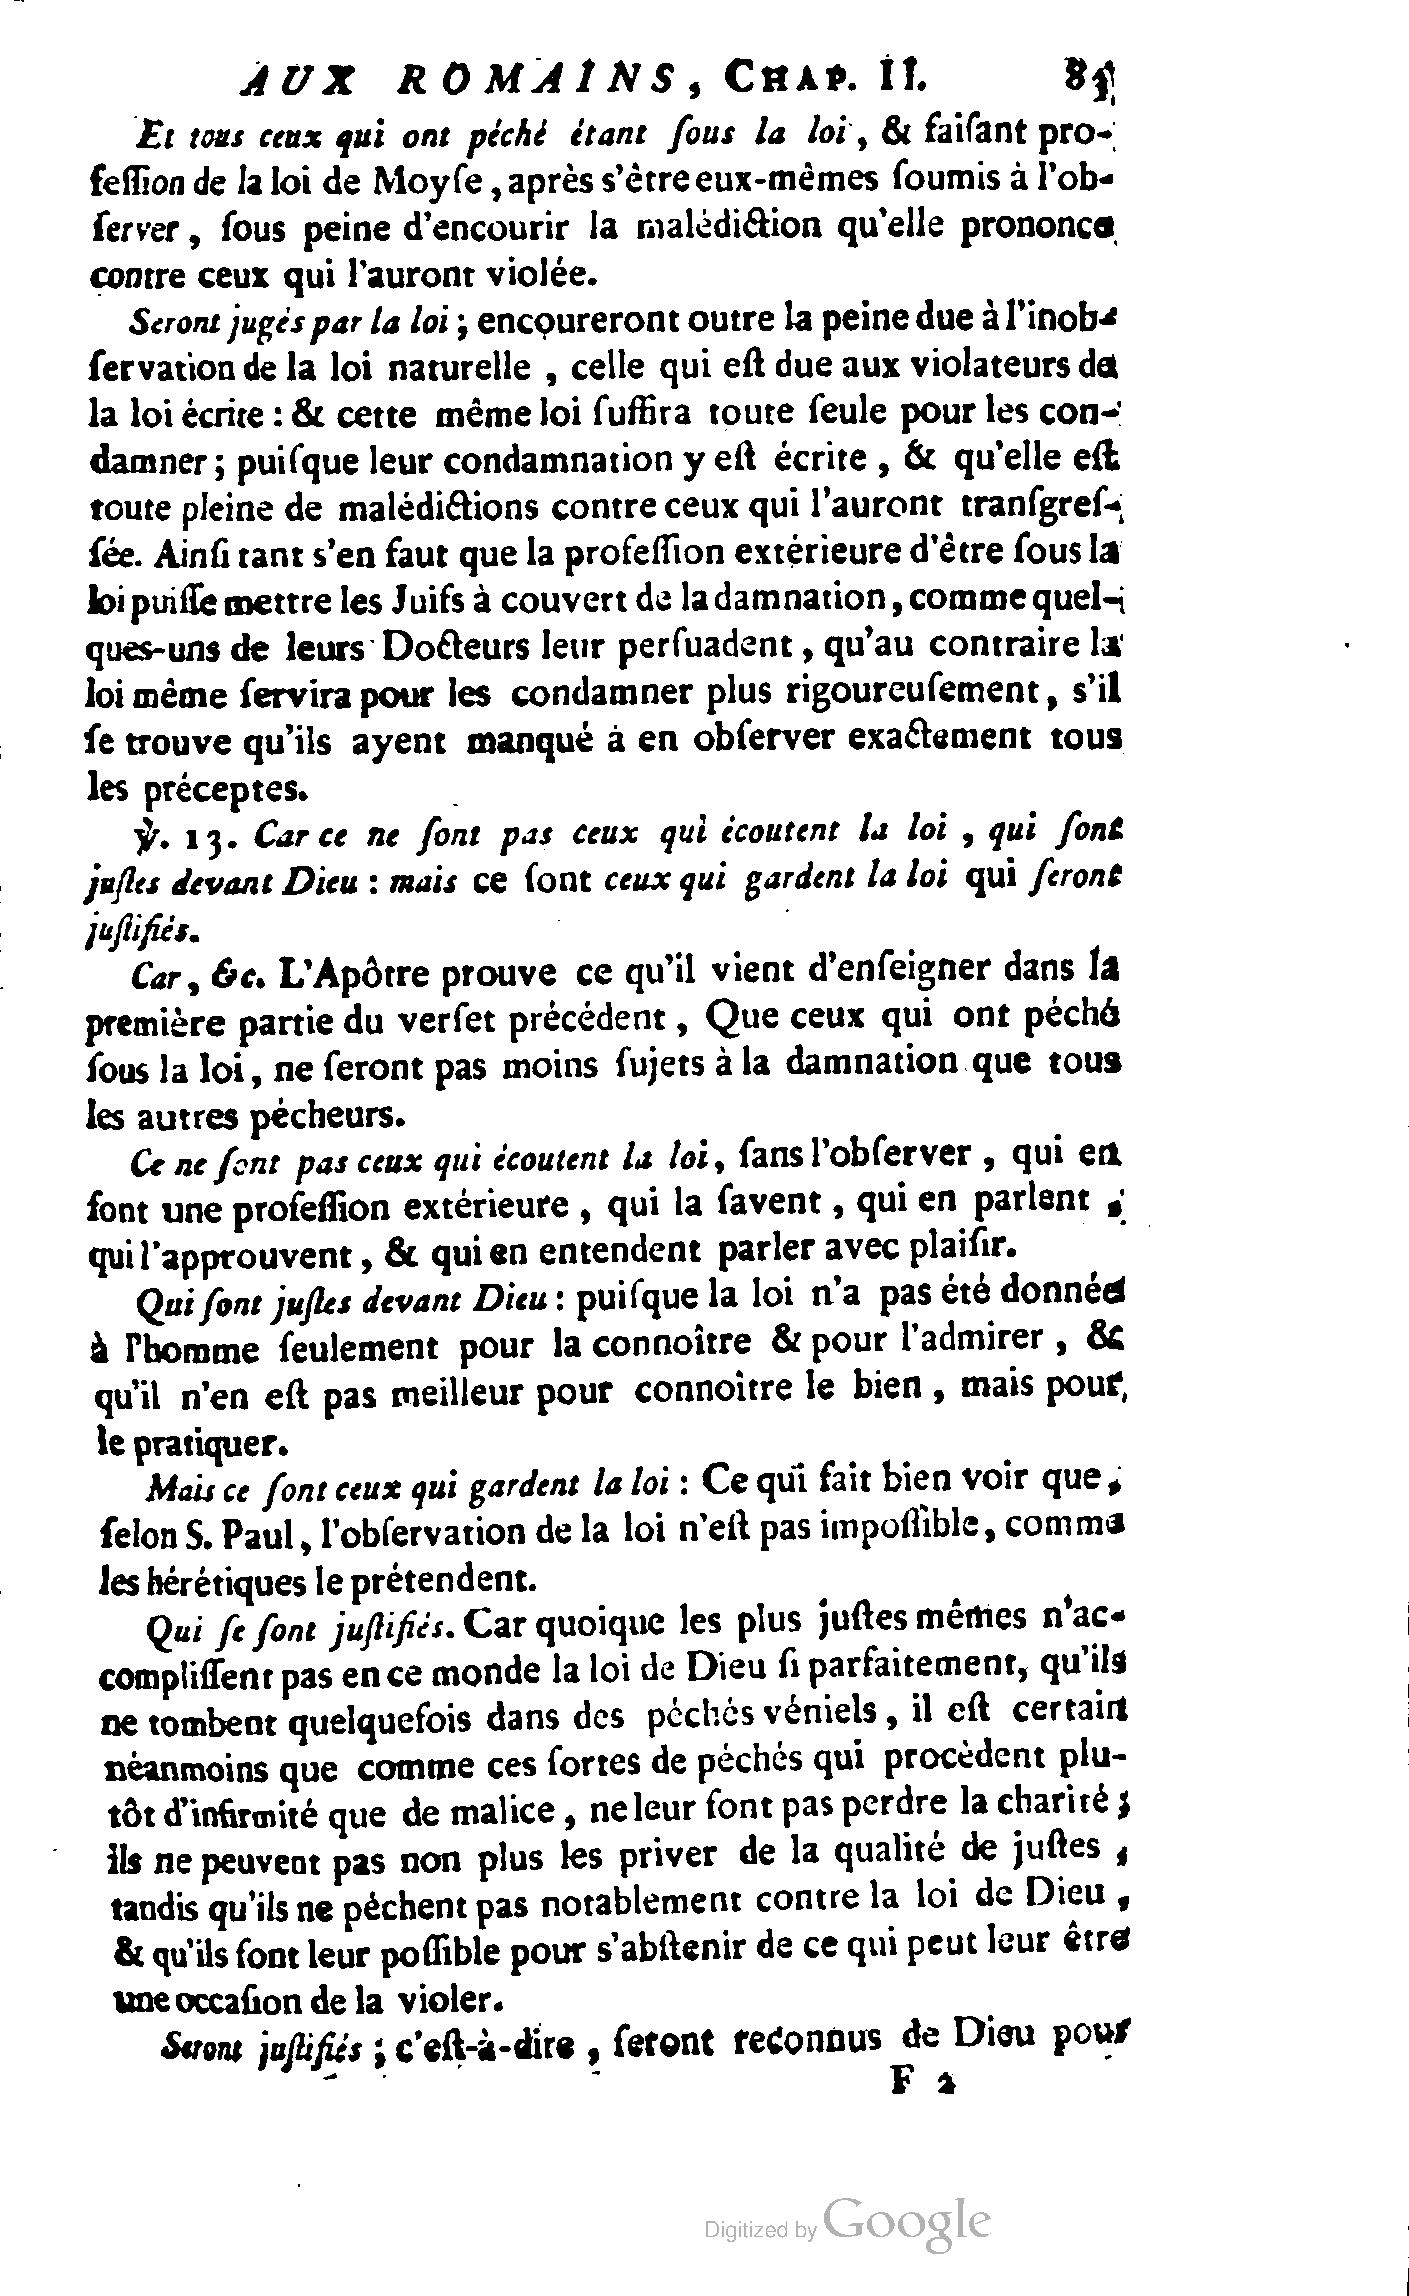 AUX ROMAINS, CHAP. II. 85
Et tous ceux qui ont péché étant ſous la loi, & faiſant pro-
feſſion de la loi de Moyſe, après s'être eux-mêmes ſoumis à l'ob-
ſerver, ſous peine d'encourir la malédiction qu'elle prononce
contre ceux qui l'auront violée.
Seront jugés par la loi; encoureront outre la peine due à l'inob-
ſervation de la loi naturelle, celle qui eſt due aux violateurs de
la loi écrite: & cette même loi ſuffira toute ſeule pour les con-
damner; puiſque leur condamnation y eſt écrite, & qu'elle eſt
toute pleine de malédictions contre ceux qui l'auront tranſgreſ-
ſée. Ainſi tant s'en faut que la profeſſion extérieure d'être ſous la
loi puiſſe mettre les Juifs à couvert de la damnation, comme quel-
ques-uns de leurs Docteurs leur perſuadent, qu'au contraire la
loi même ſervira pour les condamner plus rigoureuſement, s'il
ſe trouve qu'ils ayent manqué à en obſerver exactement tous
les préceptes.
℣. 13. Car ce ne ſont pas ceux qui écoutent la loi, qui ſont
juſtes devant Dieu: mais ce ſont ceux qui gardent la loi qui ſeront
juſtifiés.
Car, &c. L'Apôtre prouve ce qu'il vient d'enſeigner dans la
première partie du verſet précédent, Que ceux qui ont péché
ſous la loi, ne ſeront pas moins ſujets à la damnation que tous
les autres pécheurs.
Ce ne ſont pas ceux qui écoutent la loi, ſans l'obſerver, qui en
font une profeſſion extérieure, qui la ſavent, qui en parlent,
qui l'approuvent, & qui en entendent parler avec plaiſir.
Qui ſont juſtes devant Dieu: puiſque la loi n'a pas été donnée
à l'homme ſeulement pour la connoître & pour l'admirer, &
qu'il n'en eſt pas meilleur pour connoître le bien, mais pour
le pratiquer.
Mais ce ſont ceux qui gardent la loi: Ce qui fait bien voir que,
ſelon S. Paul, l'obſervation de la loi n'eſt pas impoſſible, comme
les hérétiques le prétendent.
Qui ſe ſont juſtifiés. Car quoique les plus juſtes mêmes n'ac-
compliſſent pas en ce monde la loi de Dieu ſi parfaitement, qu'ils
ne tombent quelquefois dans des péchés véniels, il eſt certain
néanmoins que comme ces ſortes de péchés qui procèdent plu-
tôt d'infirmité que de malice, ne leur font pas perdre la charité;
ils ne peuvent pas non plus les priver de la qualité de juſtes,
tandis qu'ils ne pèchent pas notablement contre la loi de Dieu,
& qu'ils font leur poſſible pour s'abſtenir de ce qui peut leur être
une occaſion de la violer.
Seront juſtifiés; c'eſt-à-dire, ſeront reconnus de Dieu pour
F 2
Digitized by Google